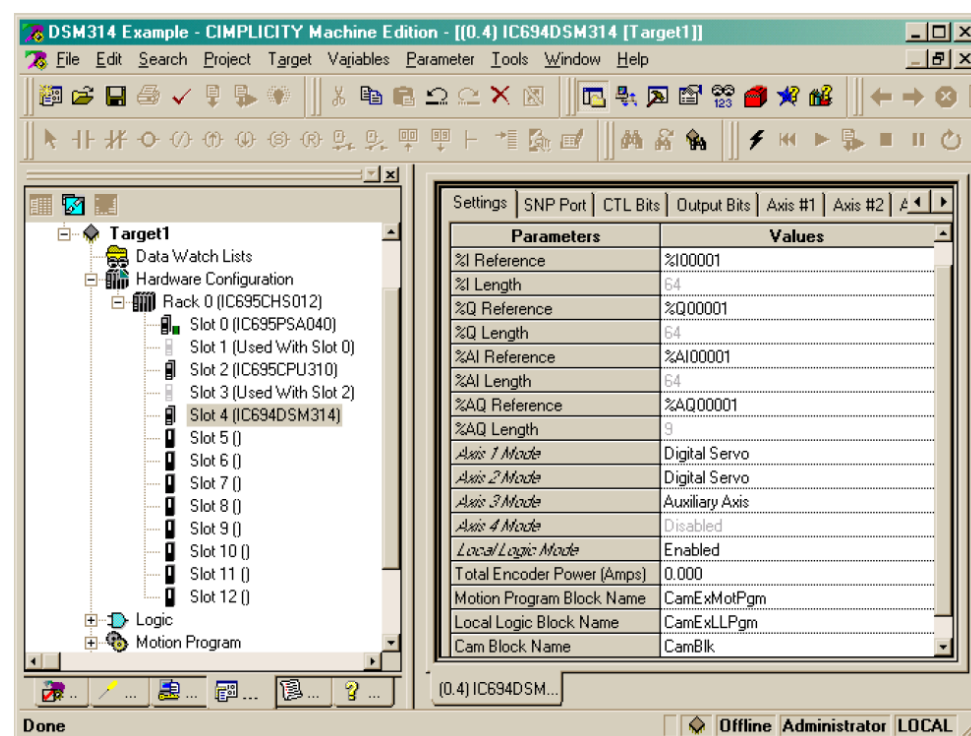 DSM314 Example - CIMPLICITY Machine Edition - [(0.4) IC694DSM314 [Target1]]
File Edit Search Project Target Variables Parameter Tools Window Help
123
Target1
Data Watch Lists
Hardware Configuration
Rack 0 (IC695CHS012)
Slot 0 (IC695PSA040)
Slot 1 (Used With Slot 0)
Slot 2 (IC695CPU310)
Slot 3 (Used With Slot 2)
Slot 4 (IC694DSM314)
Slot 5 ()
Slot 6 ()
Slot 7 ()
Slot 8 ()
Slot 9 ()
Slot 10 ()
Slot 11 ()
Slot 12 ()
Logic
Motion Program
Settings SNP Port CTL Bits Output Bits Axis #1 Axis #2
Parameters Values
%I Reference %I00001
%I Length 64
%Q Reference %Q00001
%Q Length 64
%AI Reference %AI00001
%AI Length 64
%AQ Reference %AQ00001
%AQ Length 9
Axis 1 Mode Digital Servo
Axis 2 Mode Digital Servo
Axis 3 Mode Auxiliary Axis
Axis 4 Mode Disabled
Local Logic Mode Enabled
Total Encoder Power (Amps) 0.000
Motion Program Block Name CamExMotPgm
Local Logic Block Name CamExLLPgm
Cam Block Name CamBlk
(0.4) IC694DSM...
Done
Offline Administrator LOCAL